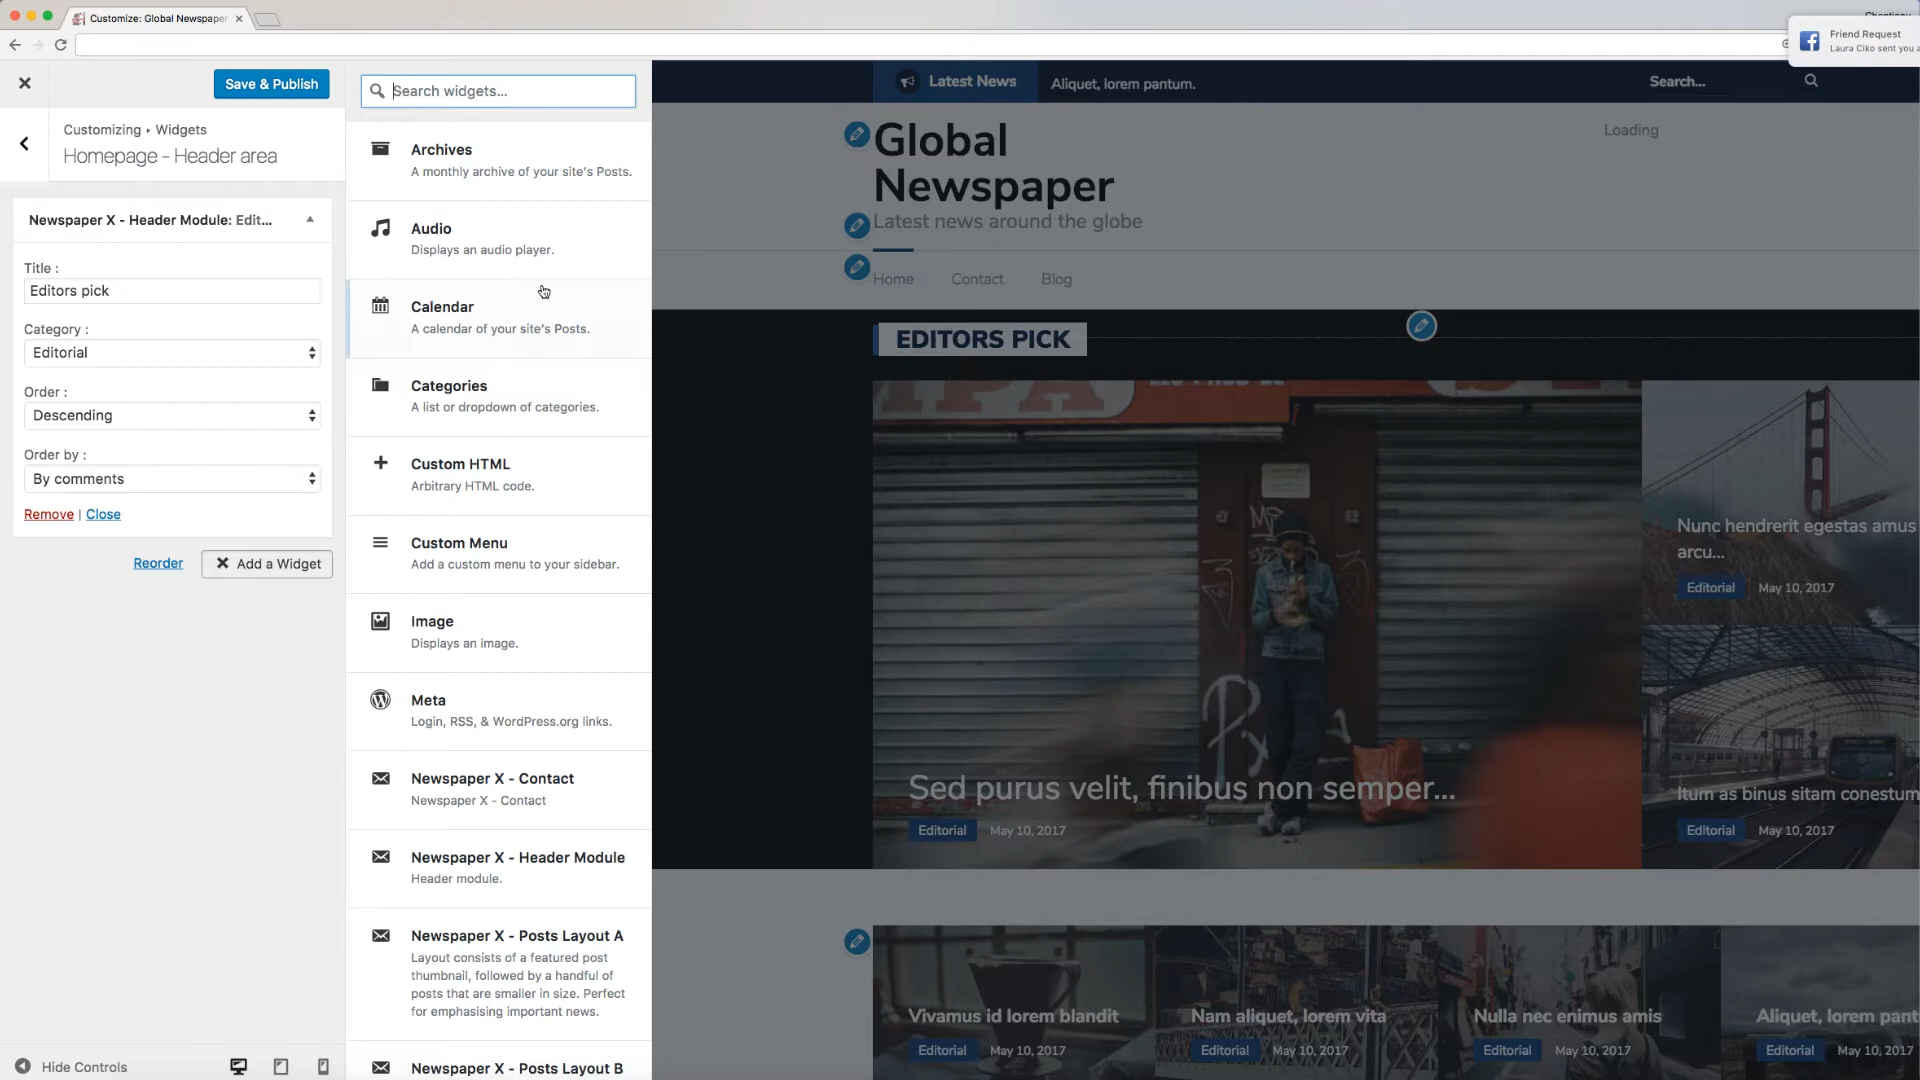 Customize: Global Newspaper
Friend Request
Laura Ciko sent you a
Save & Publish
Customizing ▸ Widgets
Homepage – Header area
Newspaper X - Header Module: Edit...
Title :
Editors pick
Category :
Editorial
Order :
Descending
Order by :
By comments
Remove | Close
Reorder
Add a Widget
Hide Controls
Search widgets...
Archives
A monthly archive of your site's Posts.
Audio
Displays an audio player.
Calendar
A calendar of your site's Posts.
Categories
A list or dropdown of categories.
Custom HTML
Arbitrary HTML code.
Custom Menu
Add a custom menu to your sidebar.
Image
Displays an image.
Meta
Login, RSS, & WordPress.org links.
Newspaper X - Contact
Newspaper X - Contact
Newspaper X - Header Module
Header module.
Newspaper X - Posts Layout A
Layout consists of a featured post
thumbnail, followed by a handful of
posts that are smaller in size. Perfect
for emphasising important news.
Newspaper X - Posts Layout B
Latest News
Aliquet, lorem pantum.
Search...
Loading
Global
Newspaper
Latest news around the globe
Home
Contact
Blog
EDITORS PICK
Sed purus velit, finibus non semper...
Editorial
May 10, 2017
Nunc hendrerit egestas amus
arcu...
Editorial
May 10, 2017
Itum as binus sitam conestum
Editorial
May 10, 2017
Vivamus id lorem blandit
Editorial
May 10, 2017
Nam aliquet, lorem vita
Editorial
May 10, 2017
Nulla nec enimus amis
Editorial
May 10, 2017
Aliquet, lorem pant
Editorial
May 10, 2017